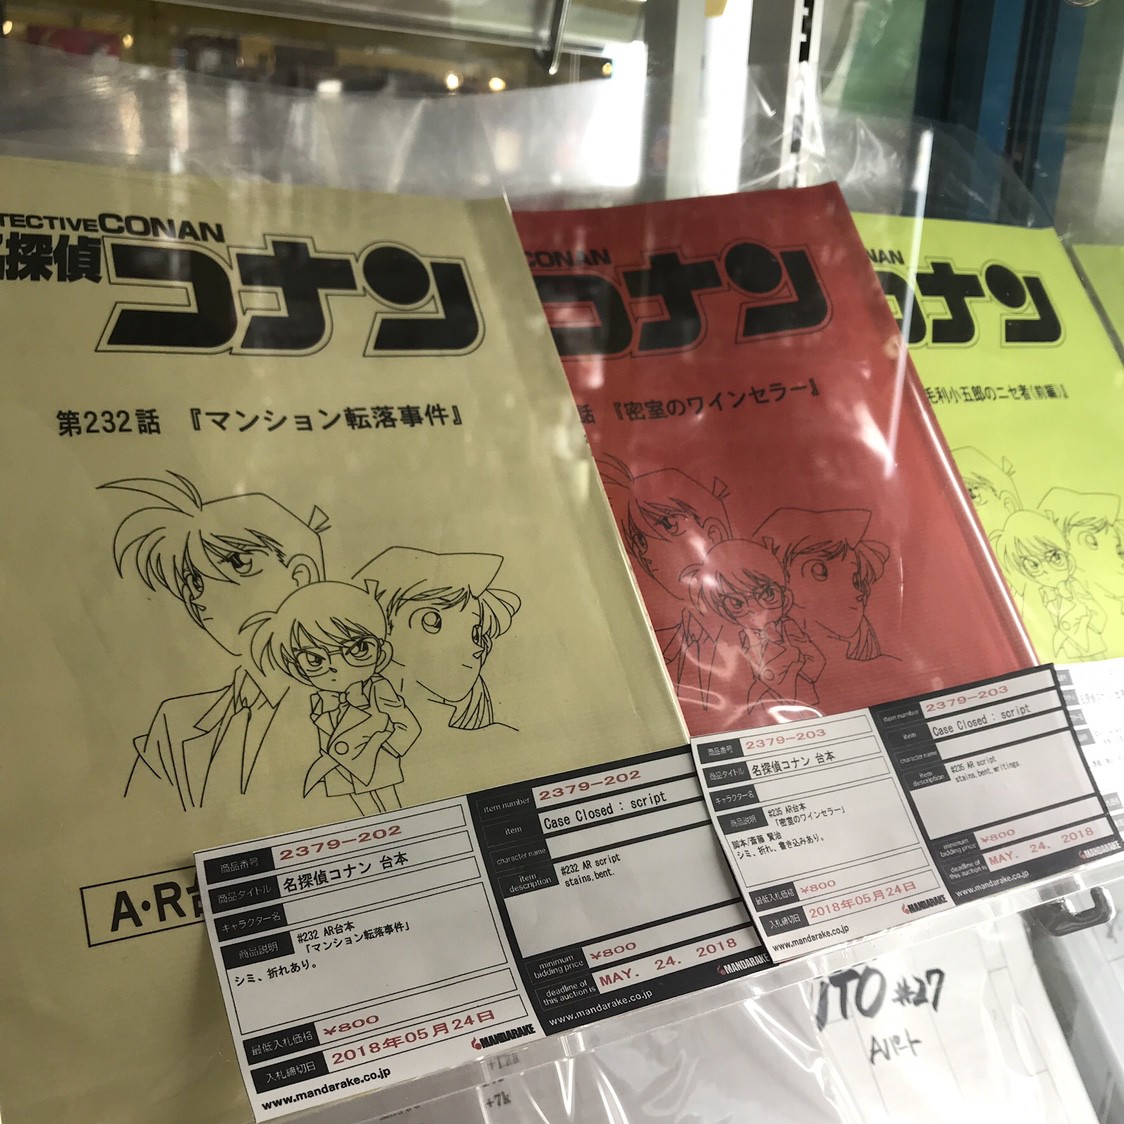 TECTIVE CONAN
探偵
コナン
第232話 『マンション転落事件』
A・R
CONAN
コナン
話 『密室のワインセラー』
NAN
コナン
毛利小五郎のニセ者(前編)』
商品番号 2379-202
商品タイトル 名探偵コナン 台本
キャラクター名
商品説明 #232 AR台本
「マンション転落事件」
シミ、折れあり。
最低入札価格 ¥800
入札締切日 2018年05月24日
www.mandarake.co.jp
MANDARAKE
item number 2379-202
item Case Closed : script
character name
item description #232 AR script
stains,bent.
minimum bidding price ¥800
deadline of this auction is MAY. 24. 2018
www.mandarake.co.jp
MANDARAKE
商品番号 2379-203
商品タイトル 名探偵コナン 台本
キャラクター名
商品説明 #235 AR台本
「密室のワインセラー」
脚本/斎藤 賢治
シミ、折れ、書き込みあり。
最低入札価格 ¥800
入札締切日 2018年05月24日
www.mandarake.co.jp
MANDARAKE
item number 2379-203
item Case Closed : script
character name
item description #235 AR script
stains,bent,writings.
minimum bidding price ¥800
deadline of this auction is MAY. 24. 2018
www.mandarake.co.jp
MANDARAKE
ITO #27
Aパート
+7k